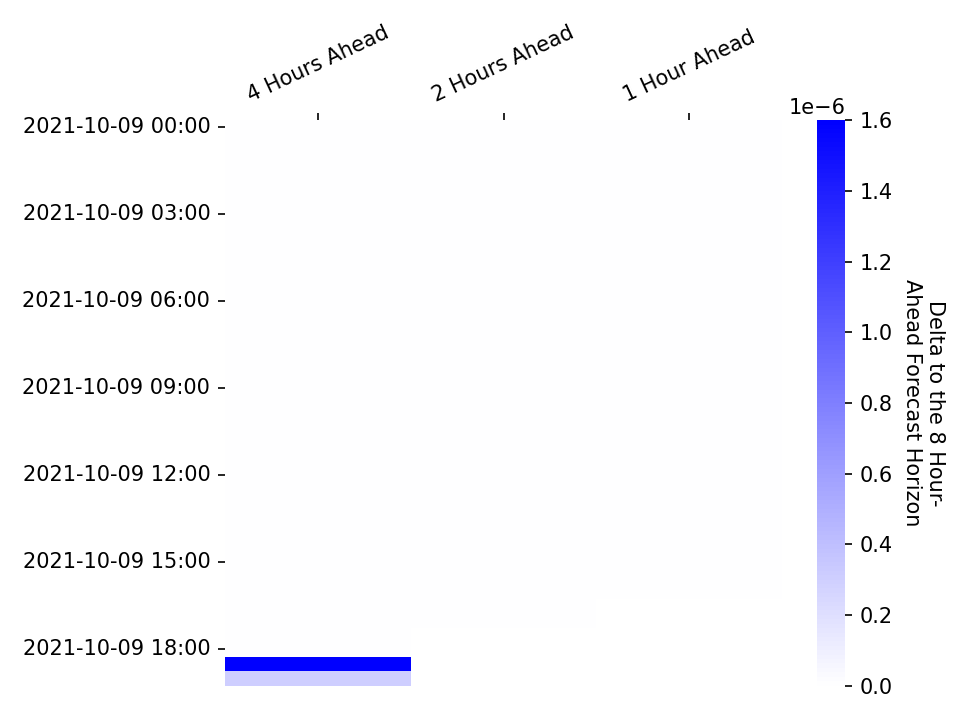 4 Hours Ahead
2 Hours Ahead
1 Hour Ahead
1e−6
2021-10-09 00:00
2021-10-09 03:00
2021-10-09 06:00
2021-10-09 09:00
2021-10-09 12:00
2021-10-09 15:00
2021-10-09 18:00
1.6
1.4
1.2
1.0
0.8
0.6
0.4
0.2
0.0
Delta to the 8 Hour-
Ahead Forecast Horizon